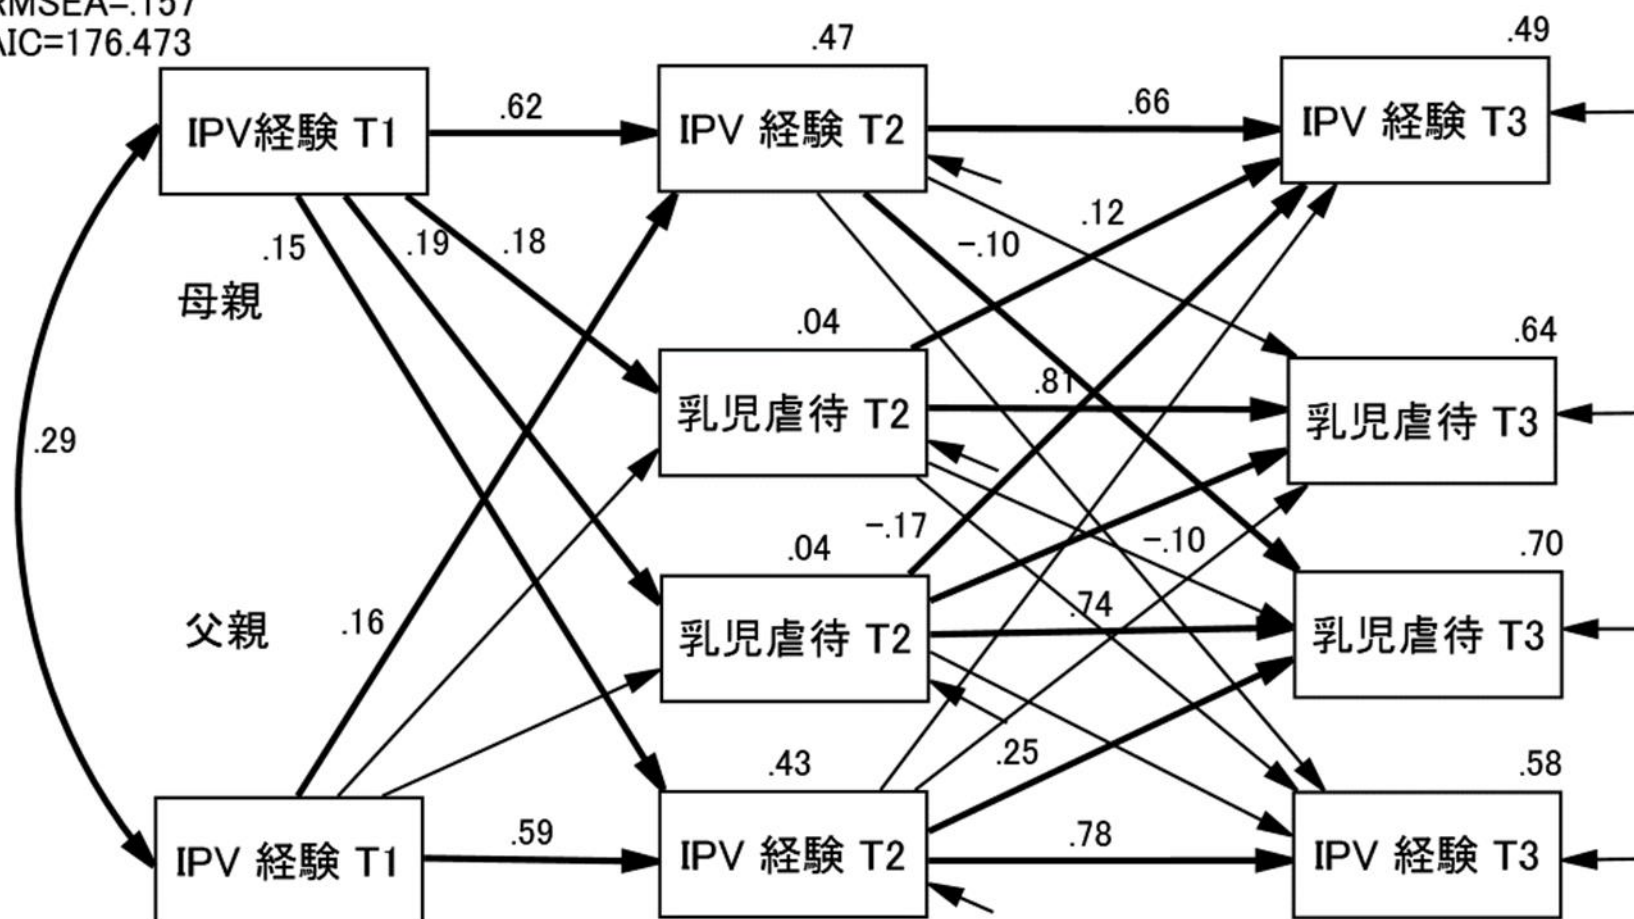 RMSEA=.157
AIC=176.473
.47
.49
IPV経験 T1
.62
IPV 経験 T2
.66
IPV 経験 T3
.15
.19
.18
-.10
.12
母親
.04
.64
.29
乳児虐待 T2
.81
乳児虐待 T3
-.17
.04
-.10
.70
父親
.16
乳児虐待 T2
.74
乳児虐待 T3
.43
.25
.58
IPV 経験 T1
.59
IPV 経験 T2
.78
IPV 経験 T3